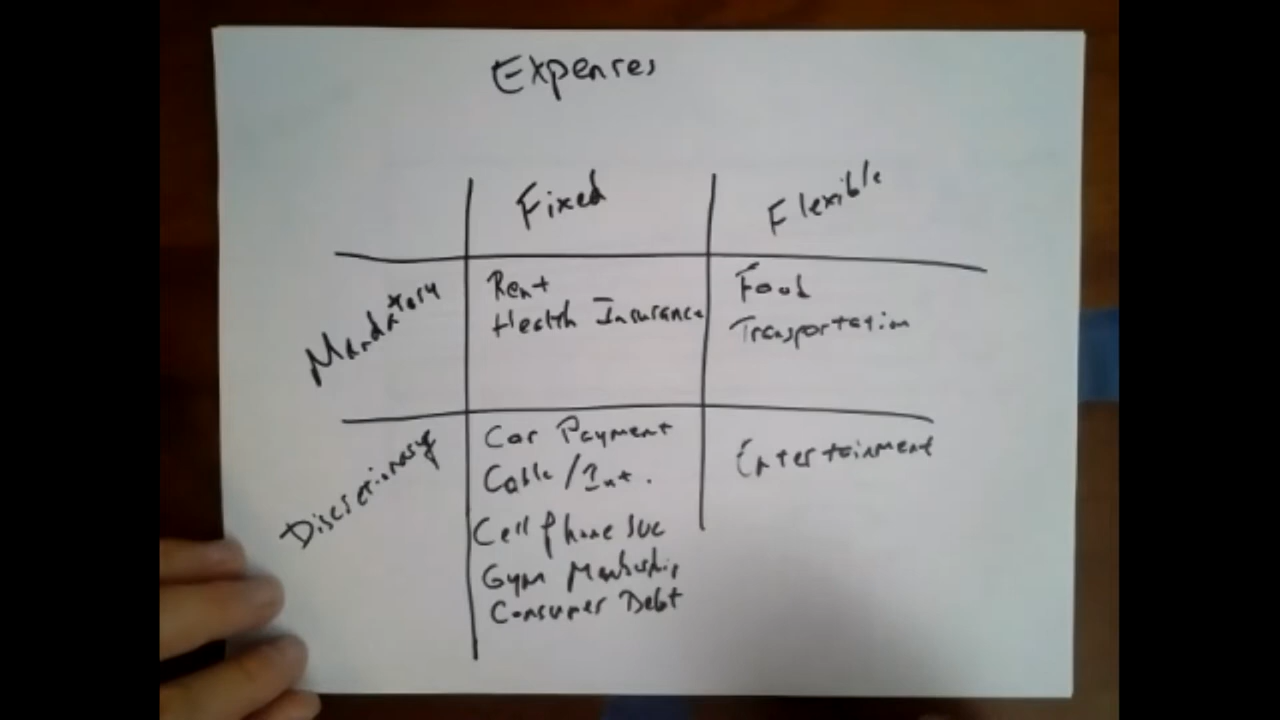 Expenses
Fixed
Flexible
Mandatory
Rent
Health Insurance
Food
Transportation
Discretionary
Car Payment
Cable/Int.
Cell phone svc
Gym Membership
Consumer Debt
Entertainment